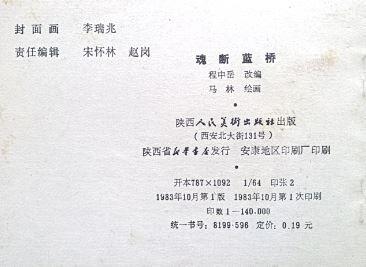 封面画 李瑞兆
责任编辑 宋怀林 赵岗
魂断蓝桥
程中岳 改编
马林 绘画
陕西人民美术出版社出版
(西安北大街131号)
陕西省新华书店发行 安康地区印刷厂印刷
开本787×1092 1/64 印张2
1983年10月第1版 1983年10月第1次印刷
印数1—140,000
统一书号:8199·596 定价:0.19元